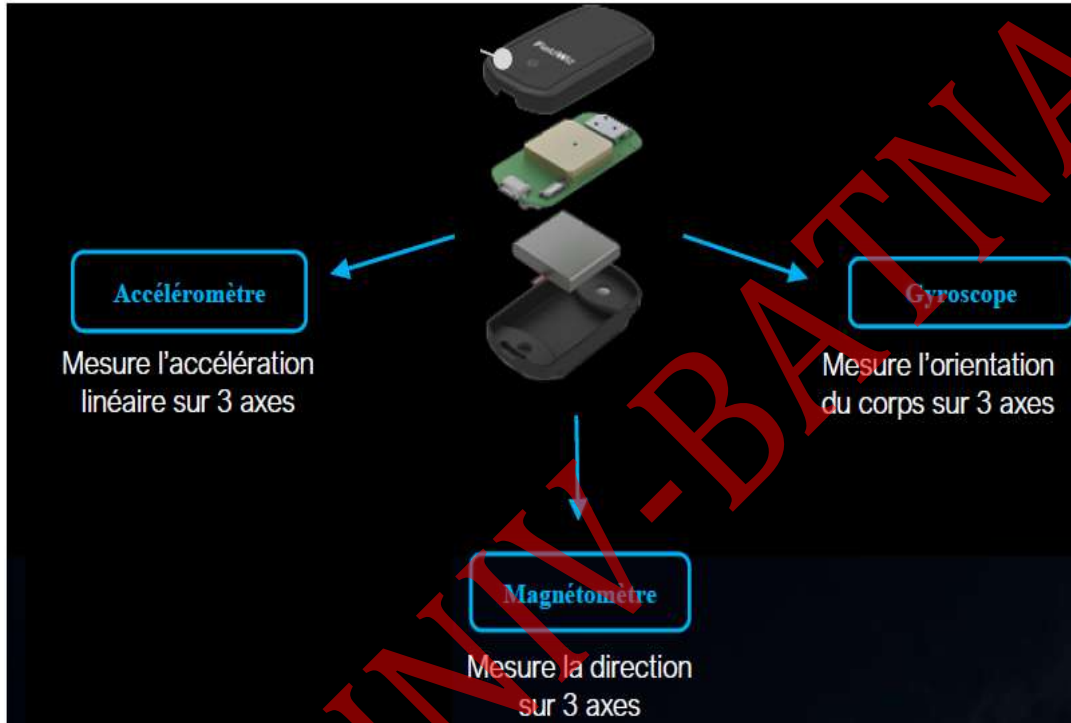 Accéléromètre
Mesure l'accélération
linéaire sur 3 axes
Gyroscope
Mesure l'orientation
du corps sur 3 axes
Magnétomètre
Mesure la direction
sur 3 axes
UNIV-BATNA